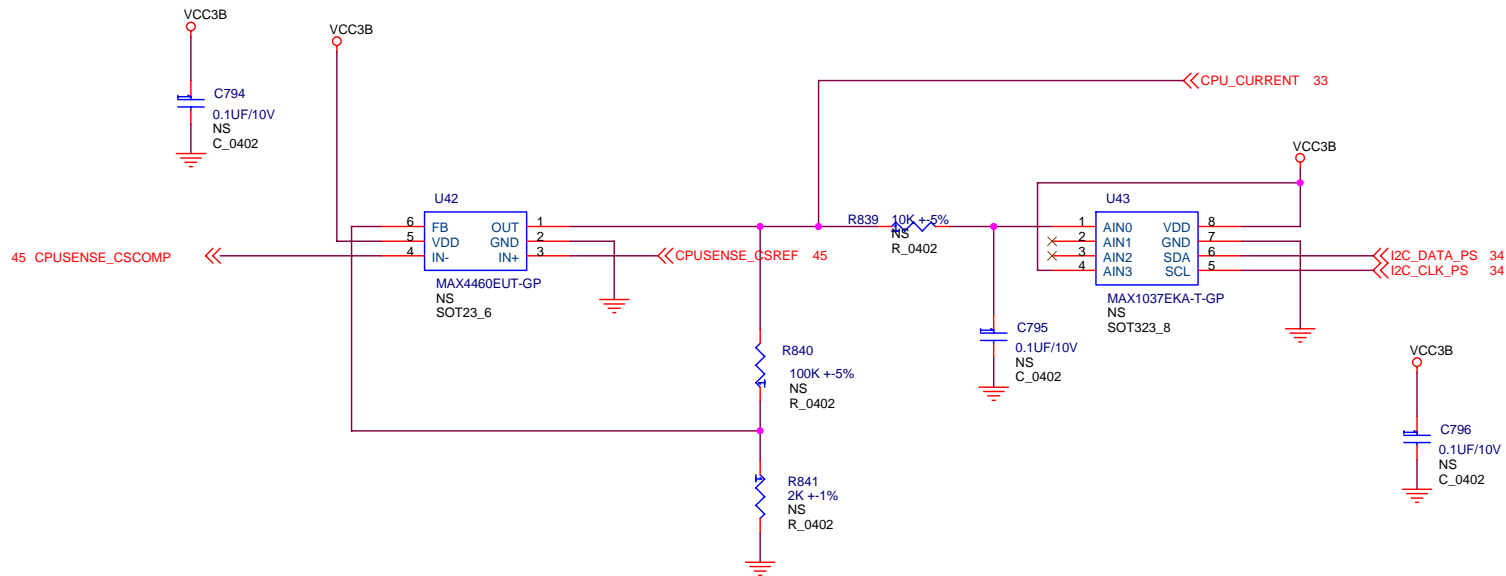 VCC3B
C794
0.1UF/10V
NS
C_0402
VCC3B
CPU_CURRENT 33
VCC3B
U42
6 FB OUT 1
5 VDD GND 2
4 IN- IN+ 3
MAX4460EUT-GP
NS
SOT23_6
45 CPUSENSE_CSCOMP
CPUSENSE_CSREF 45
R839 10K +-5%
NS
R_0402
U43
1 AIN0 VDD 8
2 AIN1 GND 7
3 AIN2 SDA 6
4 AIN3 SCL 5
MAX1037EKA-T-GP
NS
SOT323_8
I2C_DATA_PS 34
I2C_CLK_PS 34
C795
0.1UF/10V
NS
C_0402
R840
100K +-5%
NS
R_0402
1
R841
2K +-1%
NS
R_0402
1
VCC3B
C796
0.1UF/10V
NS
C_0402